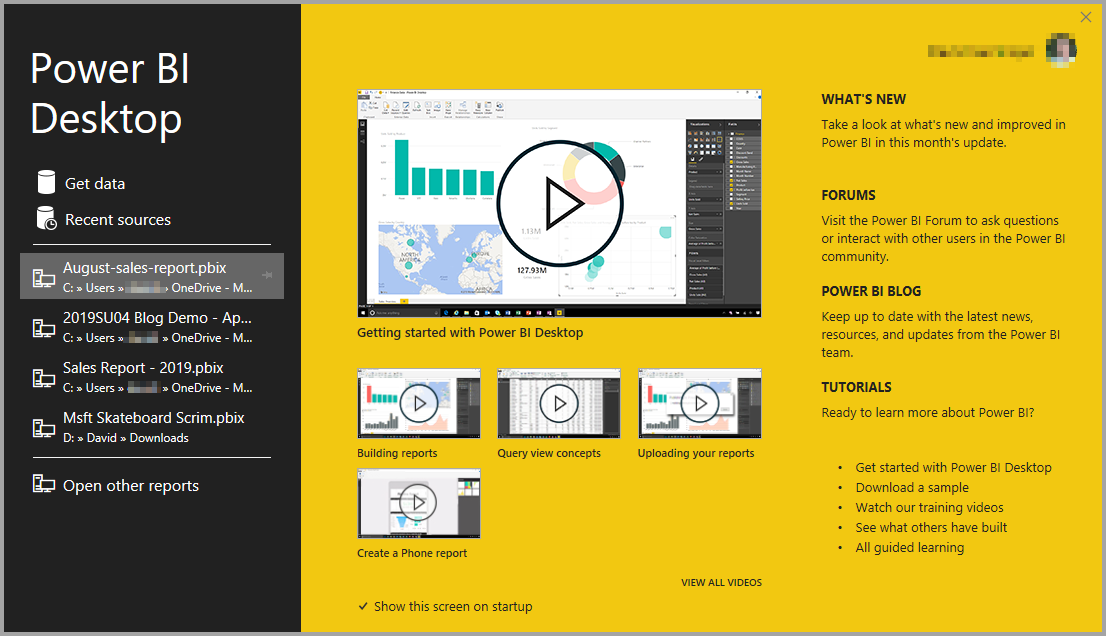 Power BI
Desktop
Get data
Recent sources
August-sales-report.pbix
C: » Users » » OneDrive - M...
2019SU04 Blog Demo - Ap...
C: » Users » » OneDrive - M...
Sales Report - 2019.pbix
C: » Users » » OneDrive - M...
Msft Skateboard Scrim.pbix
D: » David » Downloads
Open other reports
1.13M
127.93M
NORTH
AMERICA
Getting started with Power BI Desktop
Building reports
Query view concepts
Uploading your reports
Create a Phone report
VIEW ALL VIDEOS
Show this screen on startup
WHAT'S NEW
Take a look at what's new and improved in
Power BI in this month's update.
FORUMS
Visit the Power BI Forum to ask questions
or interact with other users in the Power BI
community.
POWER BI BLOG
Keep up to date with the latest news,
resources, and updates from the Power BI
team.
TUTORIALS
Ready to learn more about Power BI?
• Get started with Power BI Desktop
• Download a sample
• Watch our training videos
• See what others have built
• All guided learning